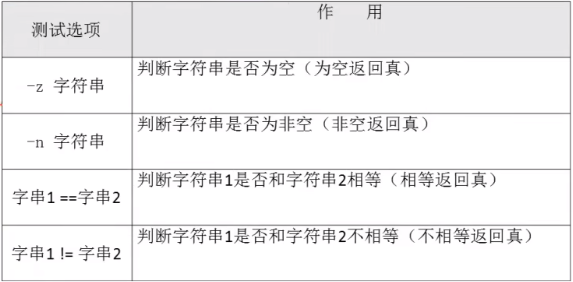 测试选项
作 用
-z 字符串
判断字符串是否为空（为空返回真）
-n 字符串
判断字符串是否为非空（非空返回真）
字串1 ==字串2
判断字符串1是否和字符串2相等（相等返回真）
字串1 != 字串2
判断字符串1是否和字符串2不相等（不相等返回真）